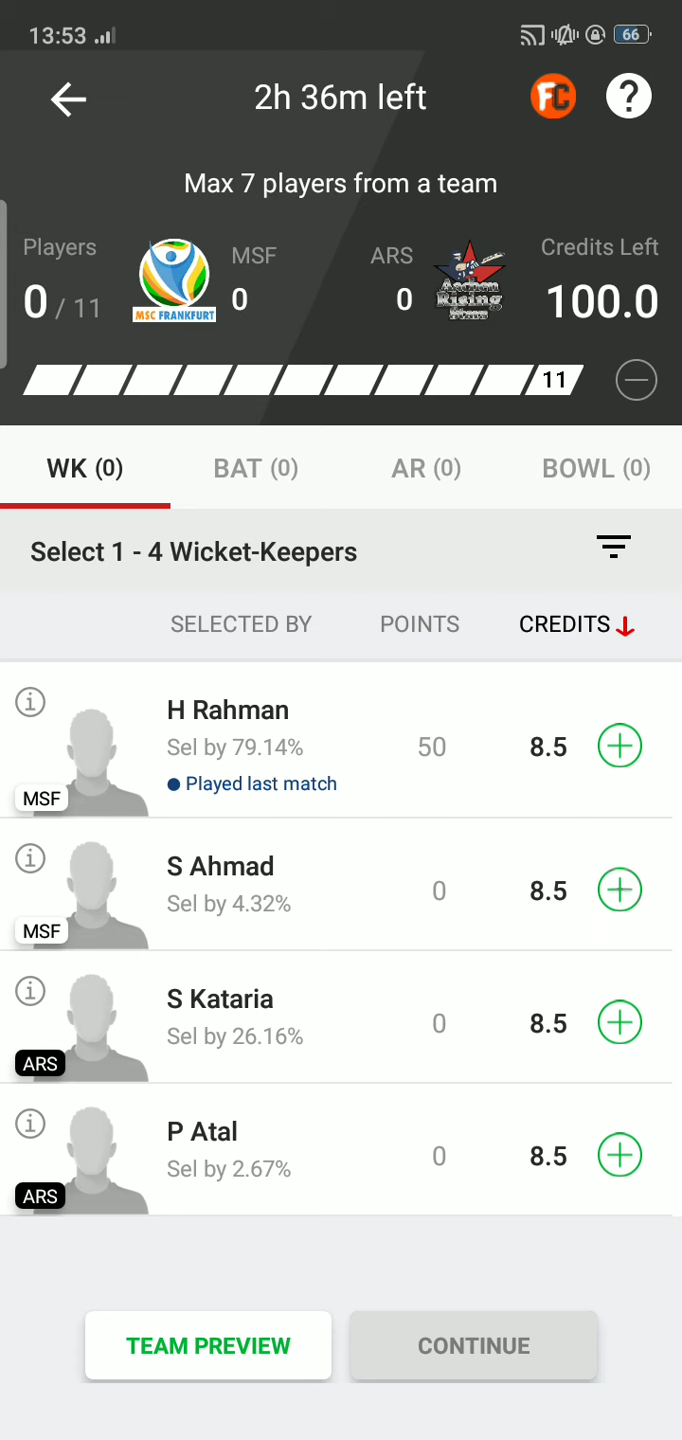 13:53
66
2h 36m left
FC
?
Max 7 players from a team
Players
MSF
ARS
Credits Left
0 / 11
0
0
100.0
MSC FRANKFURT
Aachen
Rising
Stars
11
WK (0)
BAT (0)
AR (0)
BOWL (0)
Select 1 - 4 Wicket-Keepers
SELECTED BY
POINTS
CREDITS
H Rahman
Sel by 79.14%
50
8.5
Played last match
MSF
S Ahmad
Sel by 4.32%
0
8.5
MSF
S Kataria
Sel by 26.16%
0
8.5
ARS
P Atal
Sel by 2.67%
0
8.5
ARS
TEAM PREVIEW
CONTINUE